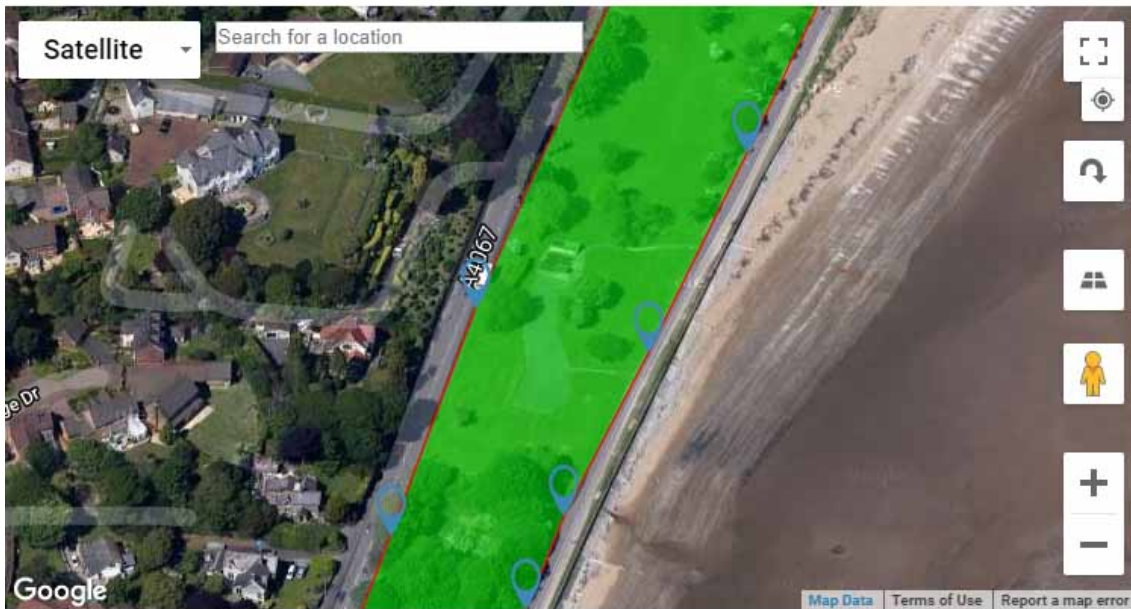 Satellite
Search for a location
A4067
ge Dr
Google
Map Data
Terms of Use
Report a map error